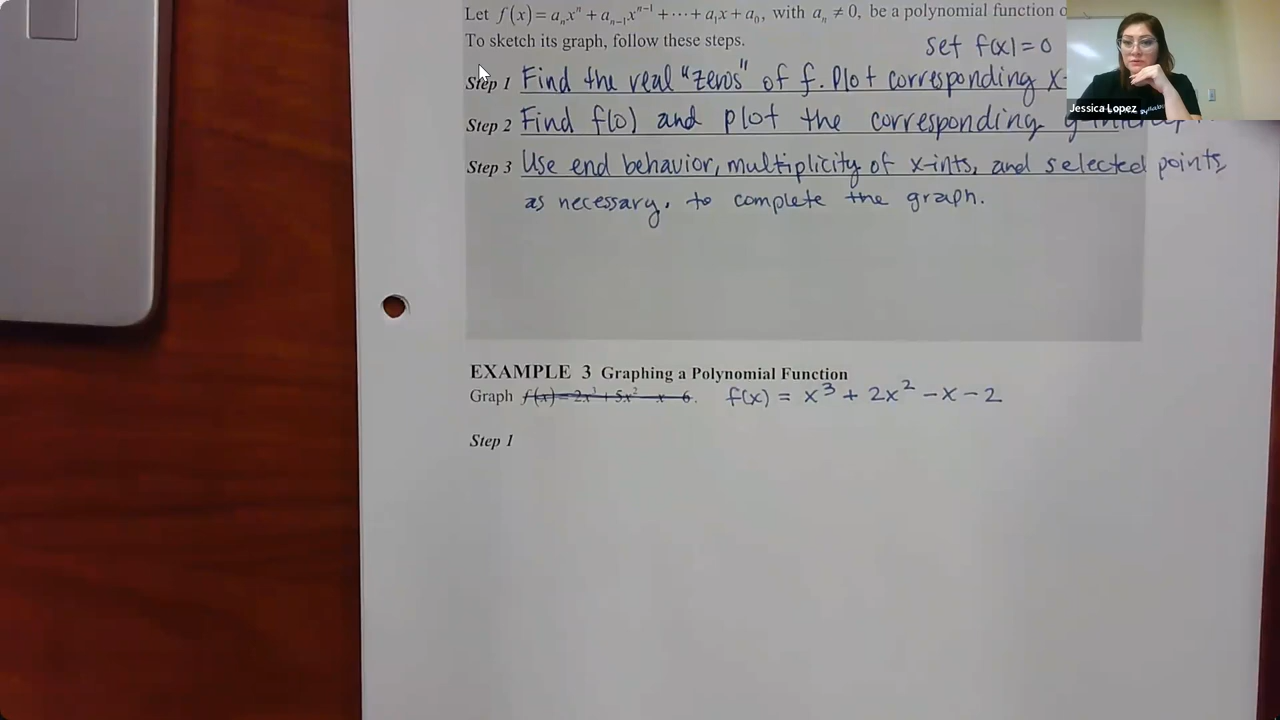 Let f(x) = aₙxⁿ + aₙ₋₁xⁿ⁻¹ + ⋯ + a₁x + a₀, with aₙ ≠ 0, be a polynomial function
To sketch its graph, follow these steps.
set f(x) = 0
Step 1 Find the real "zeros" of f. Plot corresponding x-
Step 2 Find f(0) and plot the corresponding
Step 3 Use end behavior, multiplicity of x-ints, and selected points,
as necessary, to complete the graph.
Jessica Lopez
EXAMPLE 3 Graphing a Polynomial Function
Graph f(x) = 2x³ + 5x² − x − 6. f(x) = x³ + 2x² − x − 2
Step 1